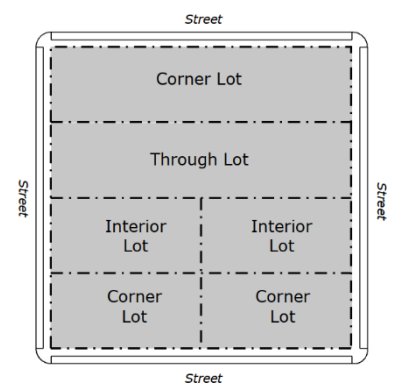 Street
Corner Lot
Through Lot
Street
Street
Interior
Lot
Interior
Lot
Corner
Lot
Corner
Lot
Street